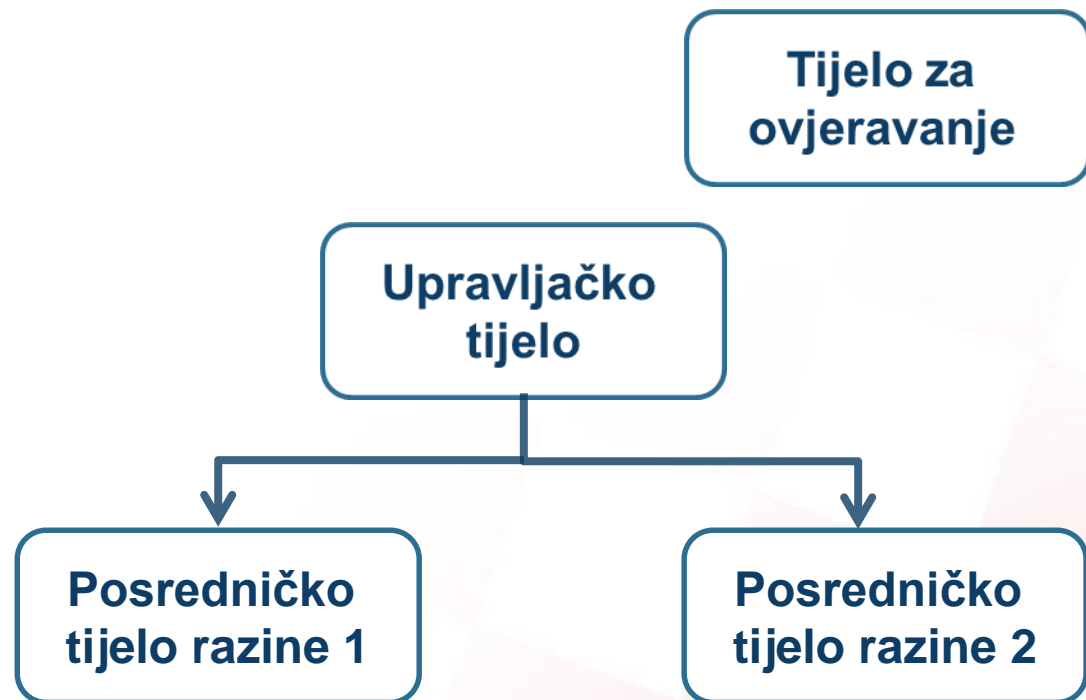 Tijelo za
ovjeravanje
Upravljačko
tijelo
Posredničko
tijelo razine 1
Posredničko
tijelo razine 2